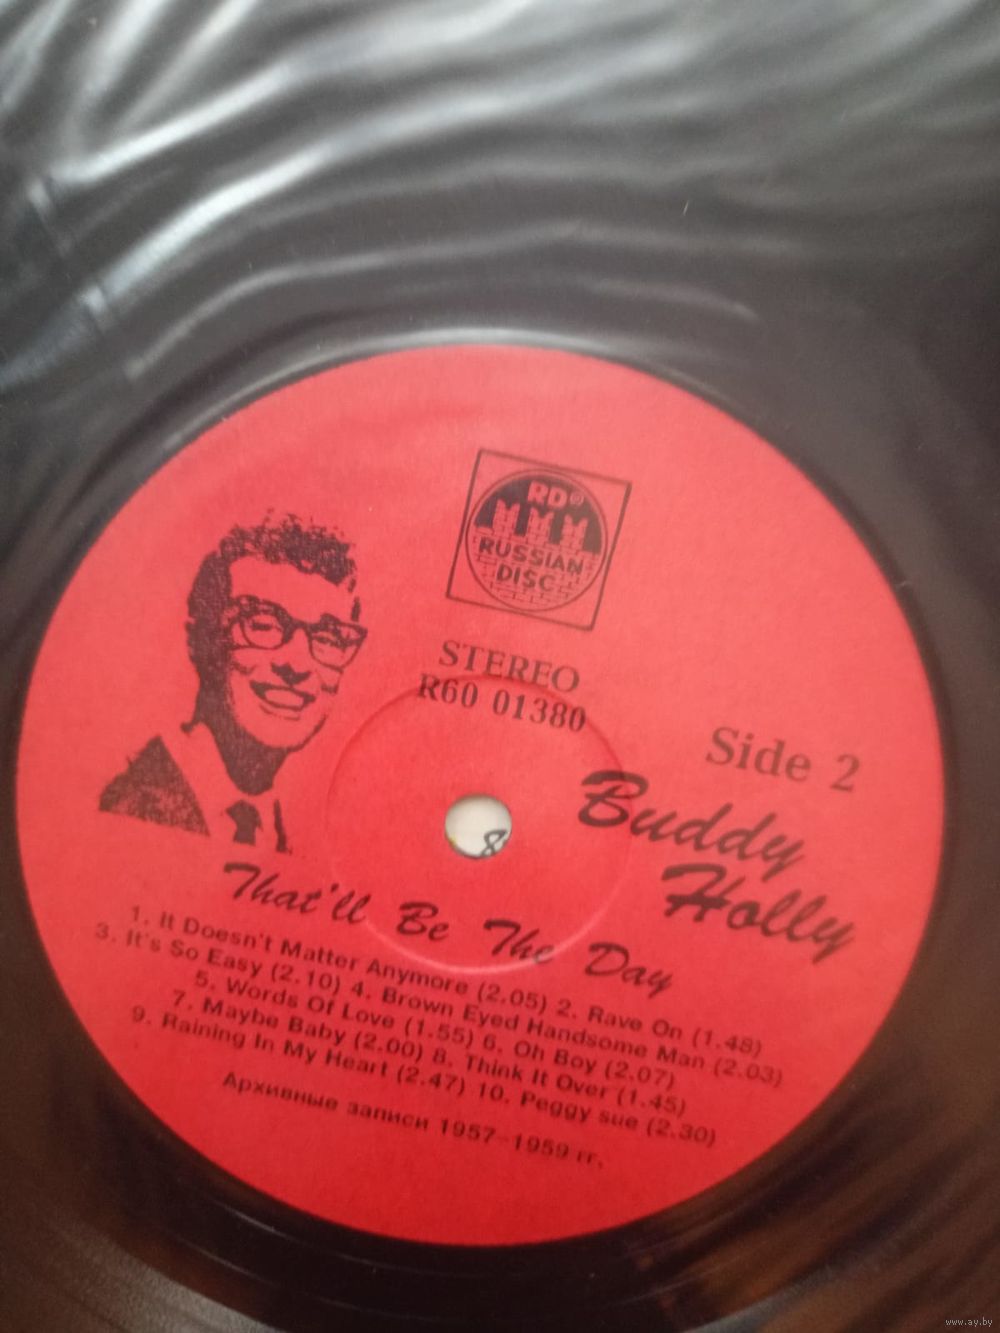 RD®
RUSSIAN
DISC
STEREO
R60 01380
Side 2
Buddy
Holly
That'll Be The Day
1. It Doesn't Matter Anymore (2.05) 2. Rave On (1.48)
3. It's So Easy (2.10) 4. Brown Eyed Handsome Man (2.03)
5. Words Of Love (1.55) 6. Oh Boy (2.07)
7. Maybe Baby (2.00) 8. Think It Over (1.45)
9. Raining In My Heart (2.47) 10. Peggy sue (2.30)
Архивные записи 1957-1959 гг.
8
www.ay.by